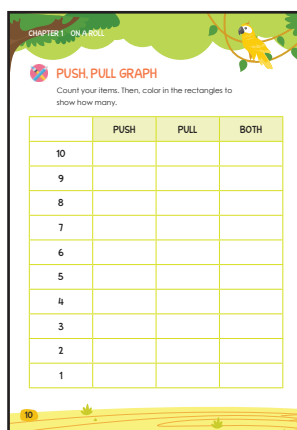 CHAPTER 1 ON A ROLL
PUSH, PULL GRAPH
Count your items. Then, color in the rectangles to
show how many.
PUSH PULL BOTH
10
9
8
7
6
5
4
3
2
1
10